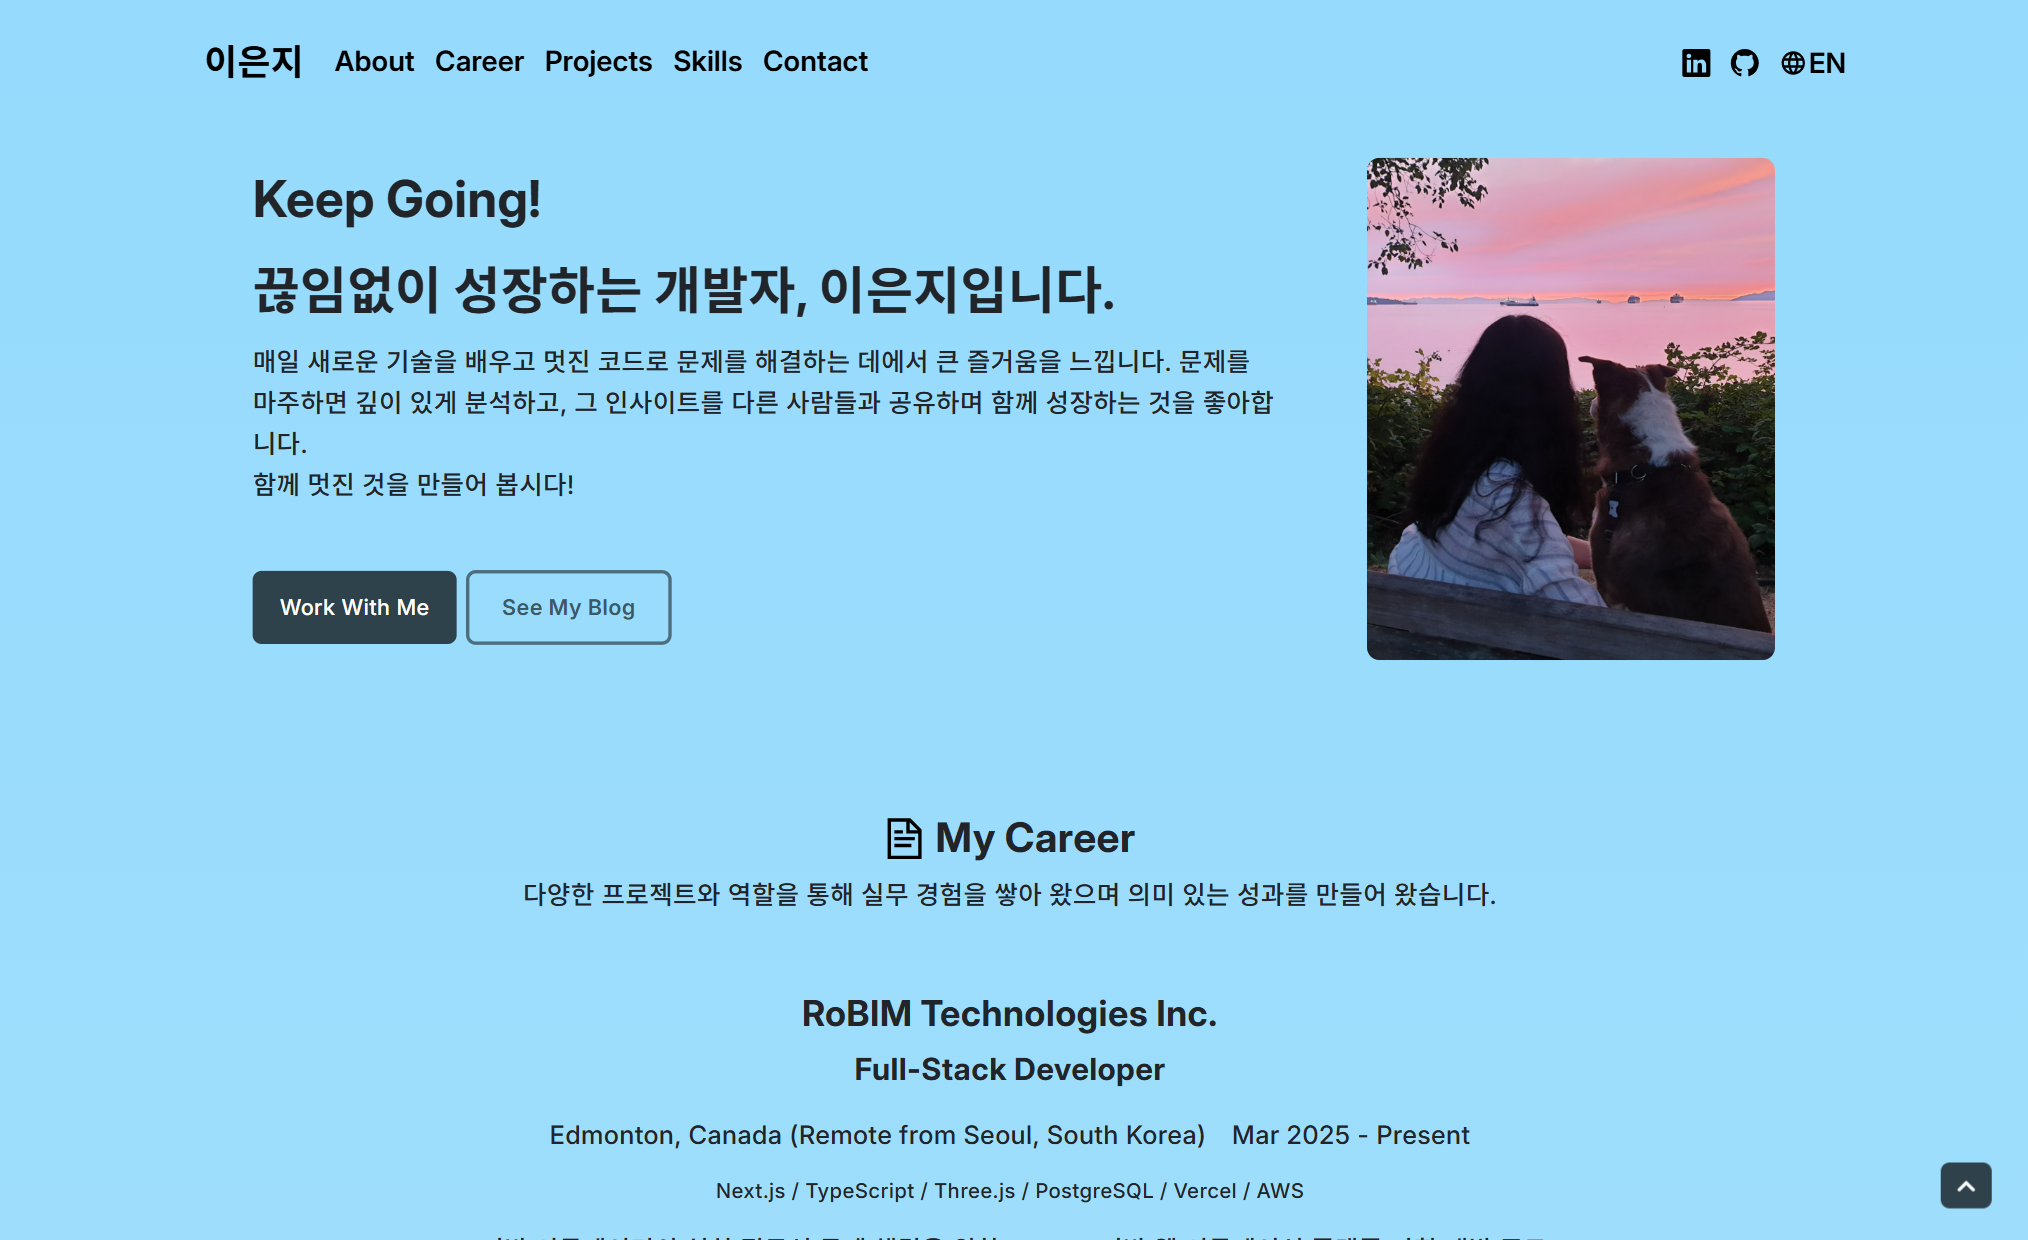 이은지 About Career Projects Skills Contact EN
Keep Going!
끊임없이 성장하는 개발자, 이은지입니다.
매일 새로운 기술을 배우고 멋진 코드로 문제를 해결하는 데에서 큰 즐거움을 느낍니다. 문제를
마주하면 깊이 있게 분석하고, 그 인사이트를 다른 사람들과 공유하며 함께 성장하는 것을 좋아합
니다.
함께 멋진 것을 만들어 봅시다!
Work With Me See My Blog
My Career
다양한 프로젝트와 역할을 통해 실무 경험을 쌓아 왔으며 의미 있는 성과를 만들어 왔습니다.
RoBIM Technologies Inc.
Full-Stack Developer
Edmonton, Canada (Remote from Seoul, South Korea) Mar 2025 - Present
Next.js / TypeScript / Three.js / PostgreSQL / Vercel / AWS